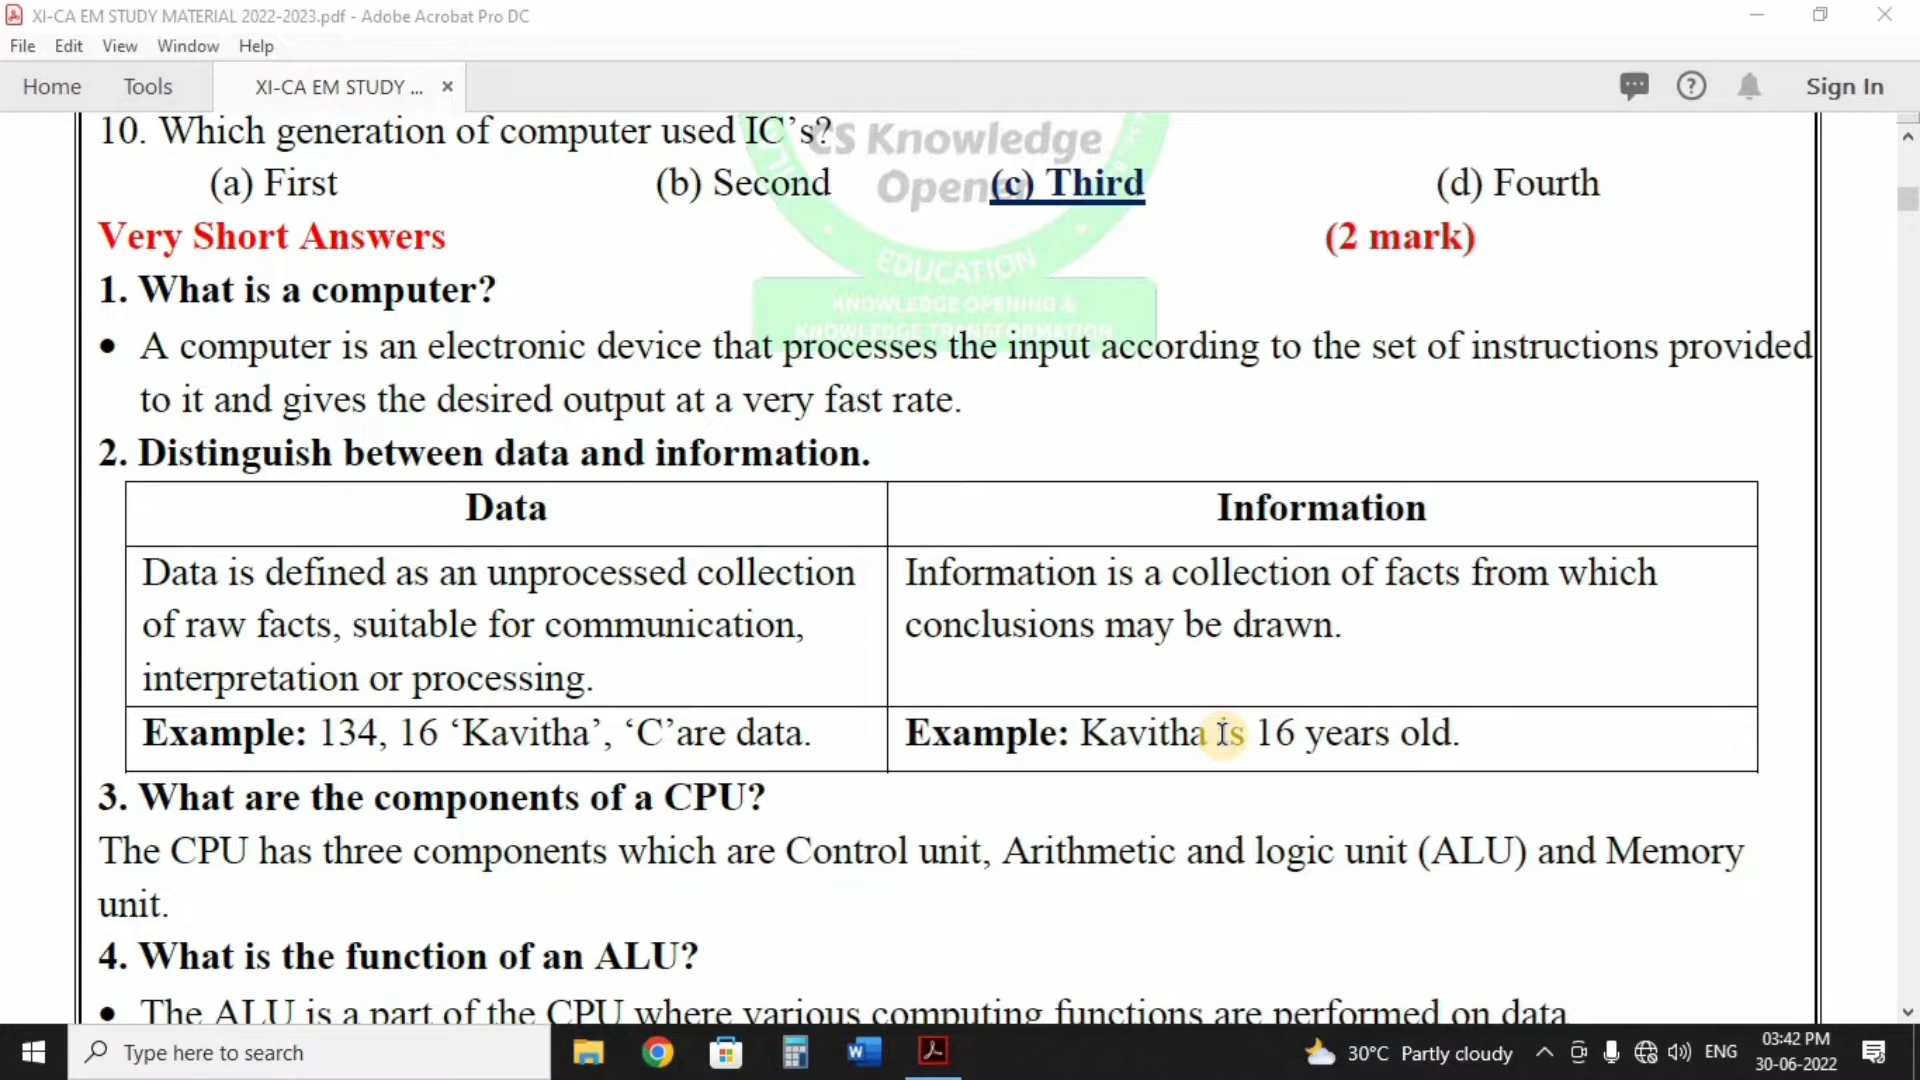 XI-CA EM STUDY MATERIAL 2022-2023.pdf - Adobe Acrobat Pro DC
File Edit View Window Help
Home Tools XI-CA EM STUDY ... × Sign In
10. Which generation of computer used IC's?
CS Knowledge
Opener
(a) First (b) Second (c) Third (d) Fourth
Very Short Answers (2 mark)
EDUCATION
1. What is a computer?
KNOWLEDGE OPENING &
KNOWLEDGE TRANSFORMATION
• A computer is an electronic device that processes the input according to the set of instructions provided
to it and gives the desired output at a very fast rate.
2. Distinguish between data and information.
Data Information
Data is defined as an unprocessed collection
of raw facts, suitable for communication,
interpretation or processing.
Information is a collection of facts from which
conclusions may be drawn.
Example: 134, 16 ‘Kavitha’, ‘C’are data.
Example: Kavitha is 16 years old.
3. What are the components of a CPU?
The CPU has three components which are Control unit, Arithmetic and logic unit (ALU) and Memory
unit.
4. What is the function of an ALU?
• The ALU is a part of the CPU where various computing functions are performed on data
Type here to search
30°C Partly cloudy
ENG
03:42 PM
30-06-2022